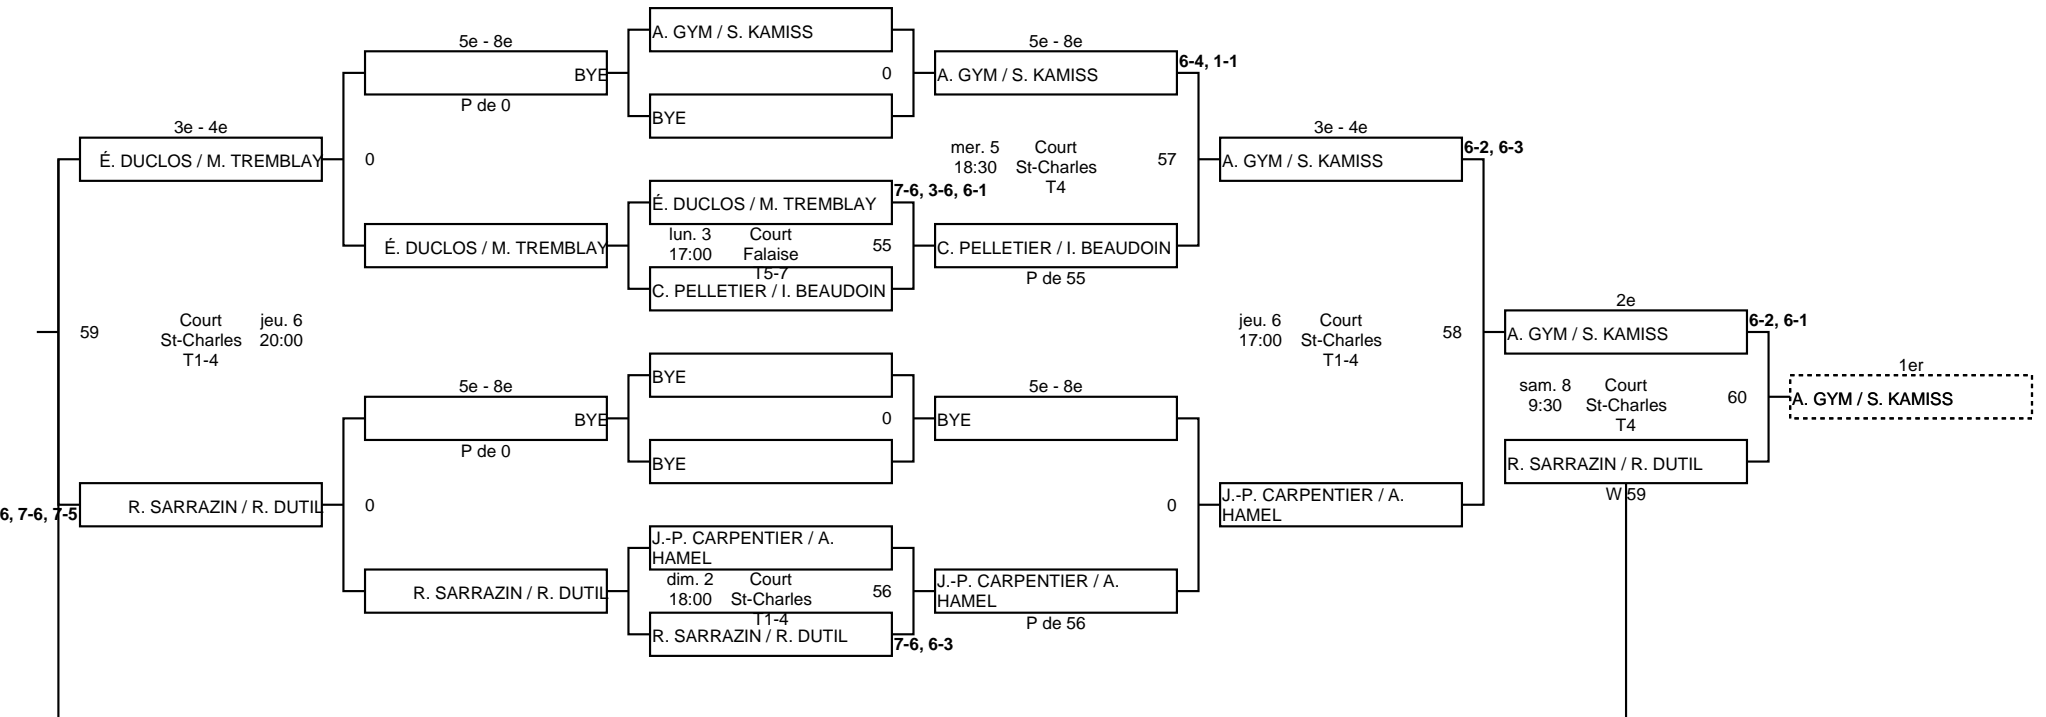 A. GYM / S. KAMISS
5e - 8e
5e - 8e
6-4, 1-1
BYE
0
A. GYM / S. KAMISS
P de 0
BYE
3e - 4e
3e - 4e
É. DUCLOS / M. TREMBLAY
0
mer. 5 Court 57
18:30 St-Charles
T4
A. GYM / S. KAMISS
6-2, 6-3
7-6, 3-6, 6-1
É. DUCLOS / M. TREMBLAY
É. DUCLOS / M. TREMBLAY
lun. 3 Court 55
17:00 Falaise
T5-7
C. PELLETIER / I. BEAUDOIN
P de 55
C. PELLETIER / I. BEAUDOIN
2e
59
Court jeu. 6
St-Charles 20:00
T1-4
jeu. 6 Court 58
17:00 St-Charles
T1-4
A. GYM / S. KAMISS
6-2, 6-1
1er
BYE
5e - 8e
5e - 8e
sam. 8 Court 60
9:30 St-Charles
T4
A. GYM / S. KAMISS
BYE
0
BYE
P de 0
BYE
R. SARRAZIN / R. DUTIL
W 59
6, 7-6, 7-5
R. SARRAZIN / R. DUTIL
0
0
J.-P. CARPENTIER / A.
HAMEL
J.-P. CARPENTIER / A.
HAMEL
R. SARRAZIN / R. DUTIL
dim. 2 Court 56
18:00 St-Charles
T1-4
J.-P. CARPENTIER / A.
HAMEL
P de 56
R. SARRAZIN / R. DUTIL
7-6, 6-3